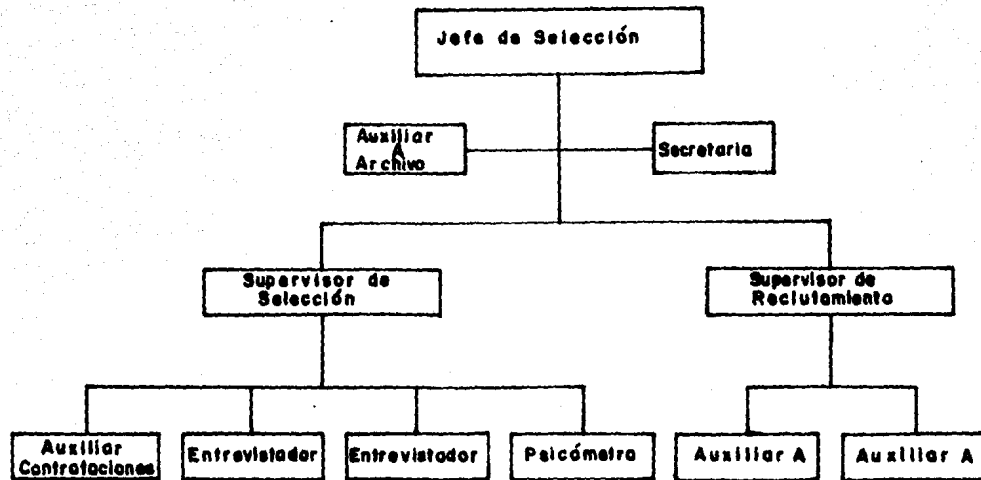 Jefe de Selección
Auxiliar
A
Archivo
Secretaria
Supervisor de
Selección
Supervisor de
Reclutamiento
Auxiliar
Contrataciones
Entrevistador
Entrevistador
Psicómetra
Auxiliar A
Auxiliar A